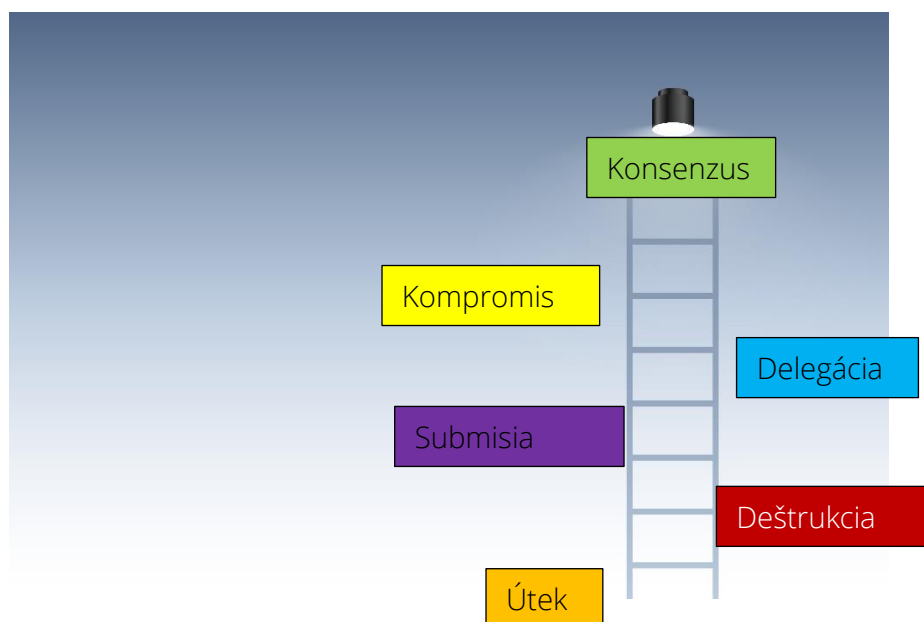 Konsenzus
Kompromis
Delegácia
Submisia
Deštrukcia
Útek